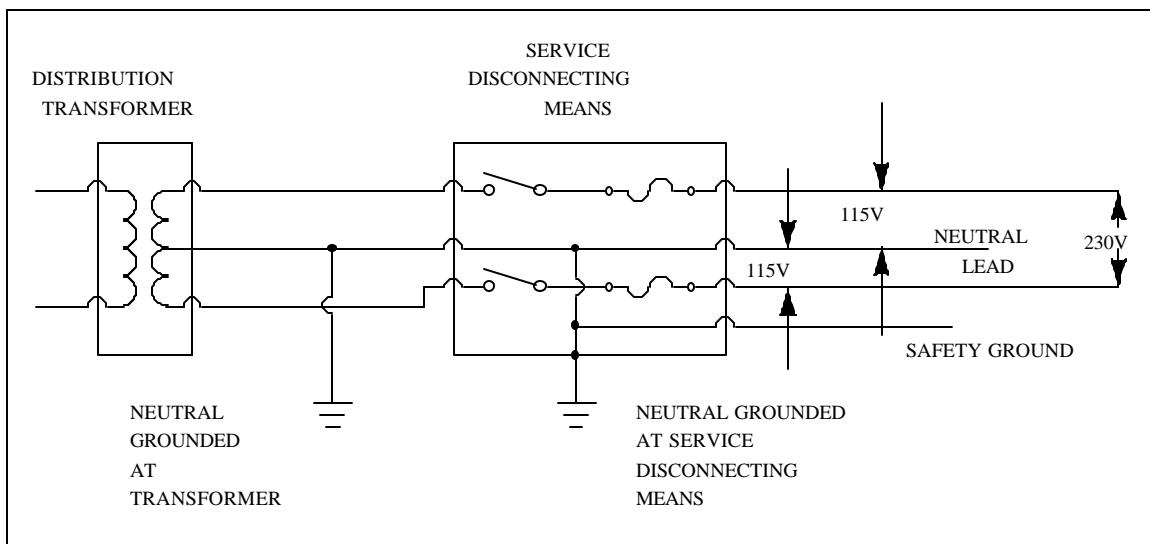 SERVICE
DISCONNECTING
MEANS
DISTRIBUTION
TRANSFORMER
115V
NEUTRAL
LEAD
230V
115V
SAFETY GROUND
NEUTRAL
GROUNDED
AT
TRANSFORMER
NEUTRAL GROUNDED
AT SERVICE
DISCONNECTING
MEANS